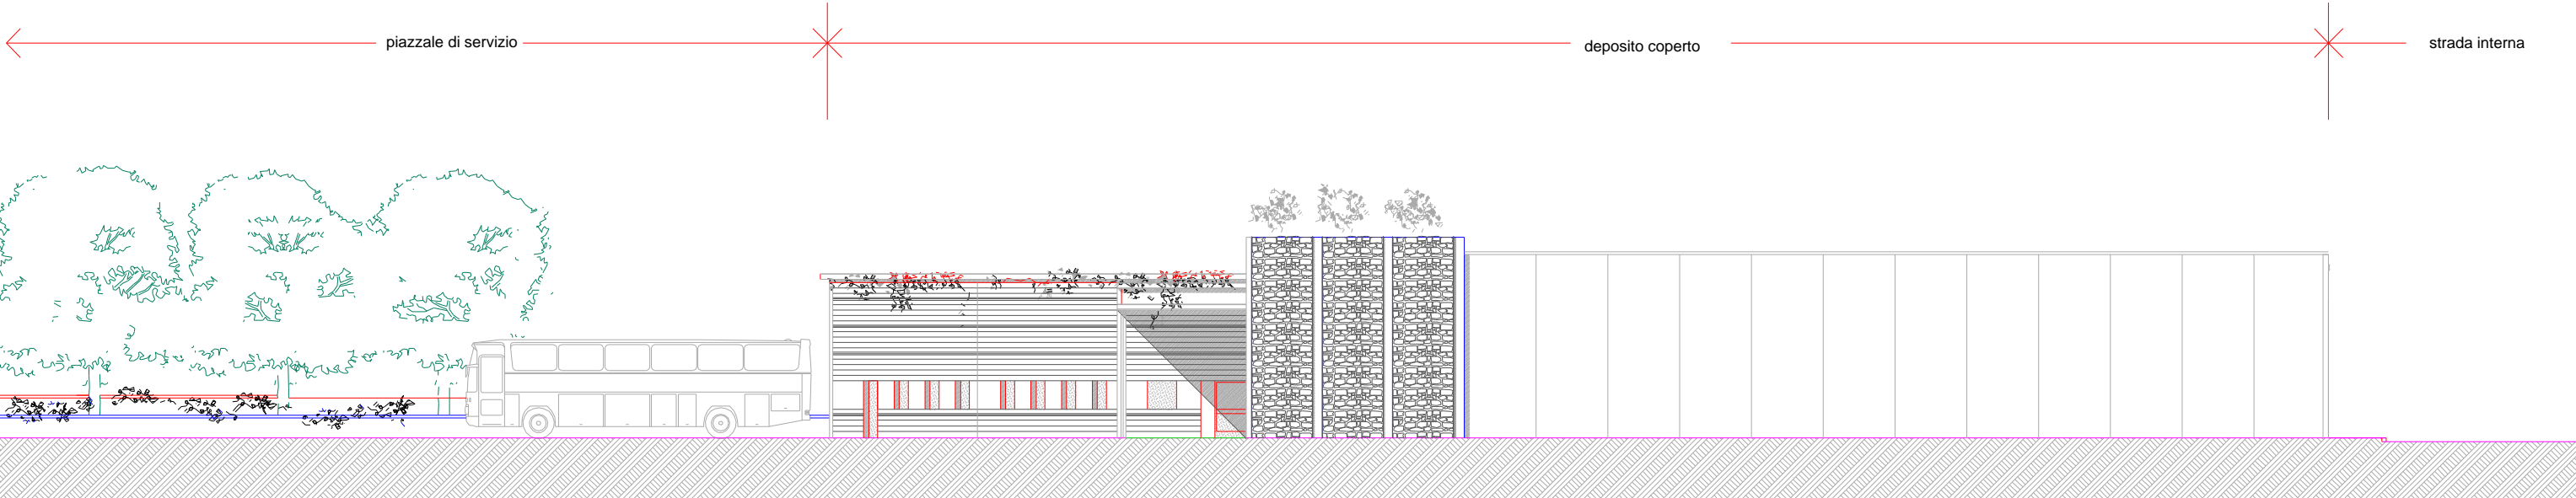 piazzale di servizio
deposito coperto
strada interna